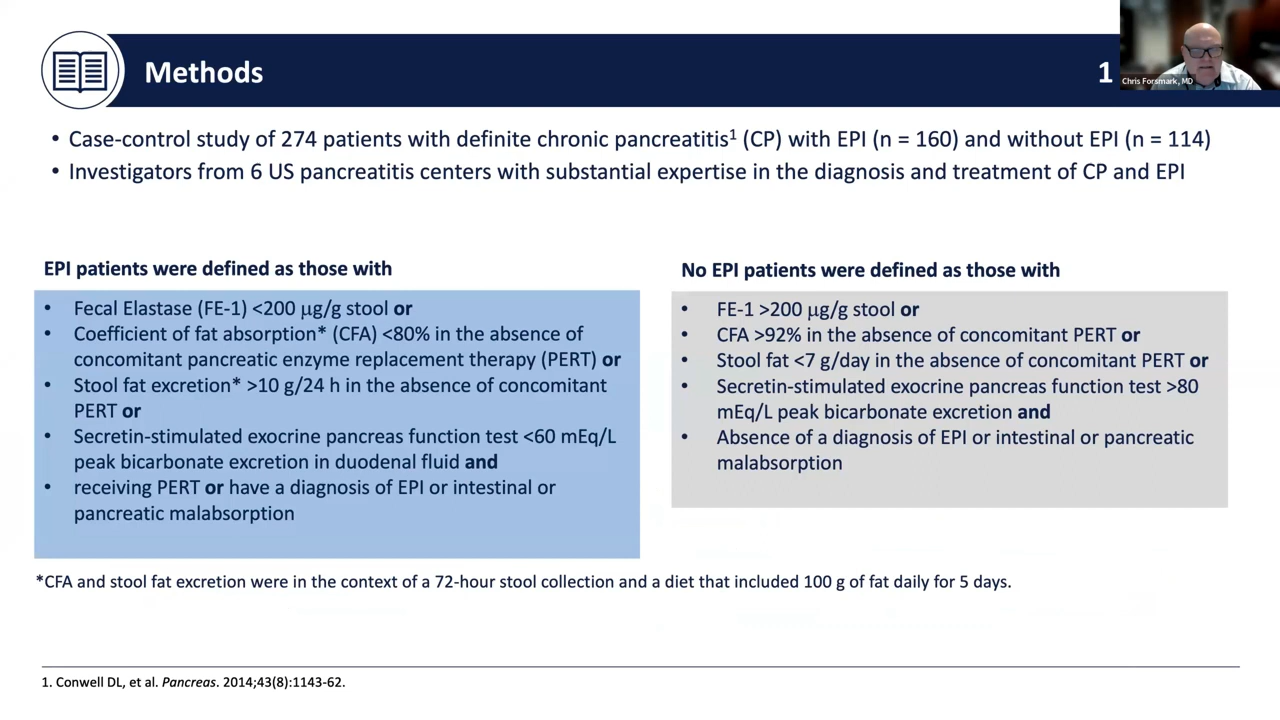 Methods
1
Chris Forsmark, MD
• Case-control study of 274 patients with definite chronic pancreatitis¹ (CP) with EPI (n = 160) and without EPI (n = 114)
• Investigators from 6 US pancreatitis centers with substantial expertise in the diagnosis and treatment of CP and EPI
EPI patients were defined as those with
• Fecal Elastase (FE-1) <200 μg/g stool or
• Coefficient of fat absorption* (CFA) <80% in the absence of
concomitant pancreatic enzyme replacement therapy (PERT) or
• Stool fat excretion* >10 g/24 h in the absence of concomitant
PERT or
• Secretin-stimulated exocrine pancreas function test <60 mEq/L
peak bicarbonate excretion in duodenal fluid and
• receiving PERT or have a diagnosis of EPI or intestinal or
pancreatic malabsorption
No EPI patients were defined as those with
• FE-1 >200 μg/g stool or
• CFA >92% in the absence of concomitant PERT or
• Stool fat <7 g/day in the absence of concomitant PERT or
• Secretin-stimulated exocrine pancreas function test >80
mEq/L peak bicarbonate excretion and
• Absence of a diagnosis of EPI or intestinal or pancreatic
malabsorption
*CFA and stool fat excretion were in the context of a 72-hour stool collection and a diet that included 100 g of fat daily for 5 days.
1. Conwell DL, et al. Pancreas. 2014;43(8):1143-62.